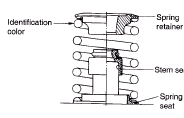 Identification
color
Spring
retainer
Stem se
Spring
seat